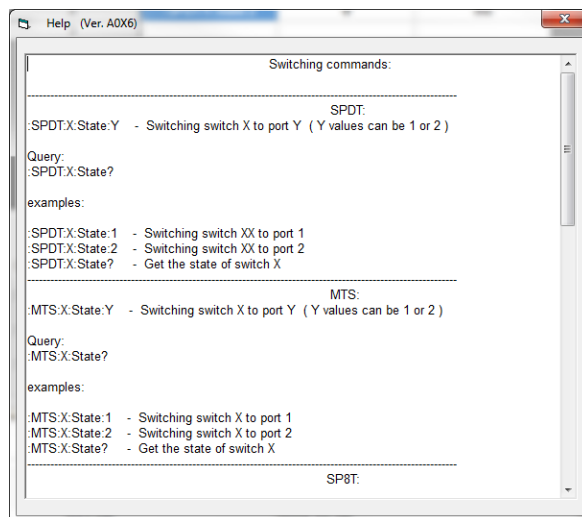 Help (Ver. A0X6)
Switching commands:
--------------------------------------------------------------------------------------------------------------
SPDT:
:SPDT:X:State:Y - Switching switch X to port Y ( Y values can be 1 or 2 )
Query:
:SPDT:X:State?
examples:
:SPDT:X:State:1 - Switching switch XX to port 1
:SPDT:X:State:2 - Switching switch XX to port 2
:SPDT:X:State? - Get the state of switch X
--------------------------------------------------------------------------------------------------------------
MTS:
:MTS:X:State:Y - Switching switch X to port Y ( Y values can be 1 or 2 )
Query:
:MTS:X:State?
examples:
:MTS:X:State:1 - Switching switch X to port 1
:MTS:X:State:2 - Switching switch X to port 2
:MTS:X:State? - Get the state of switch X
--------------------------------------------------------------------------------------------------------------
SP8T: